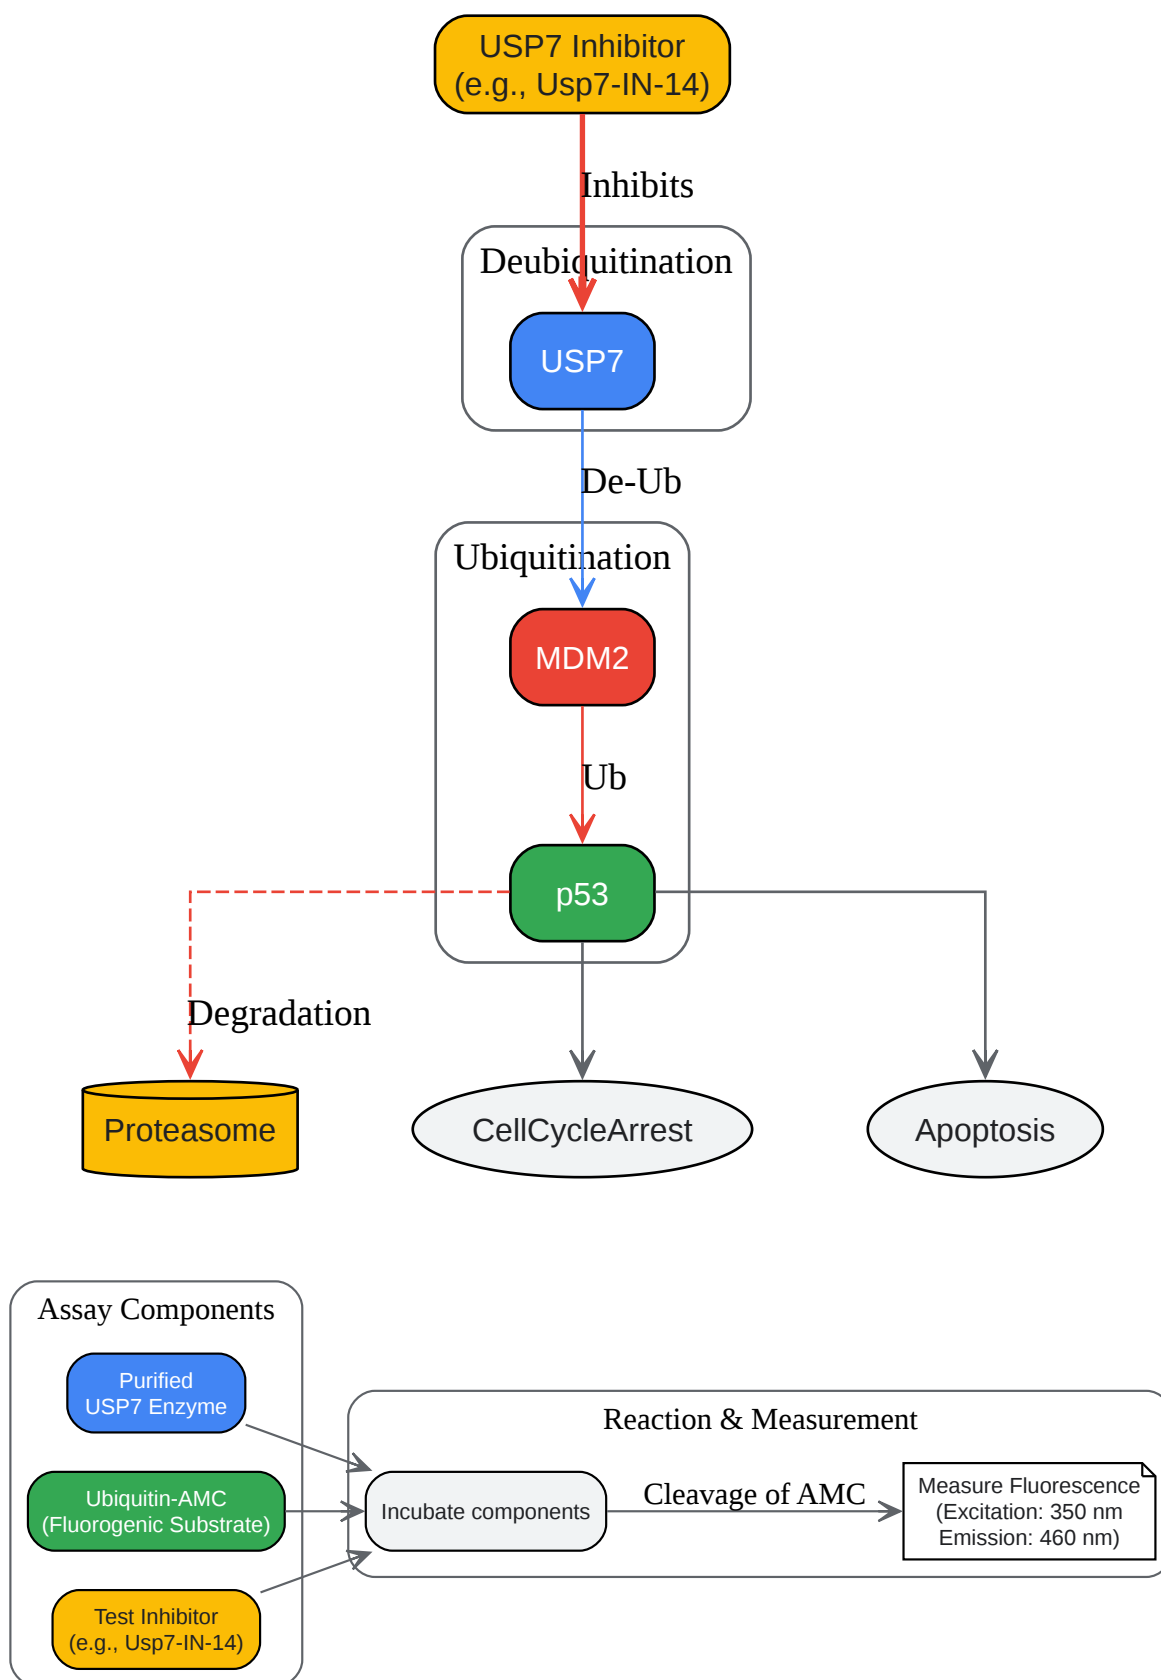 USP7 Inhibitor
(e.g., Usp7-IN-14)
Inhibits
Deubiquitination
USP7
De-Ub
Ubiquitination
MDM2
Ub
p53
Degradation
Proteasome
CellCycleArrest
Apoptosis
Assay Components
Purified
USP7 Enzyme
Ubiquitin-AMC
(Fluorogenic Substrate)
Test Inhibitor
(e.g., Usp7-IN-14)
Reaction & Measurement
Incubate components
Cleavage of AMC
Measure Fluorescence
(Excitation: 350 nm
Emission: 460 nm)